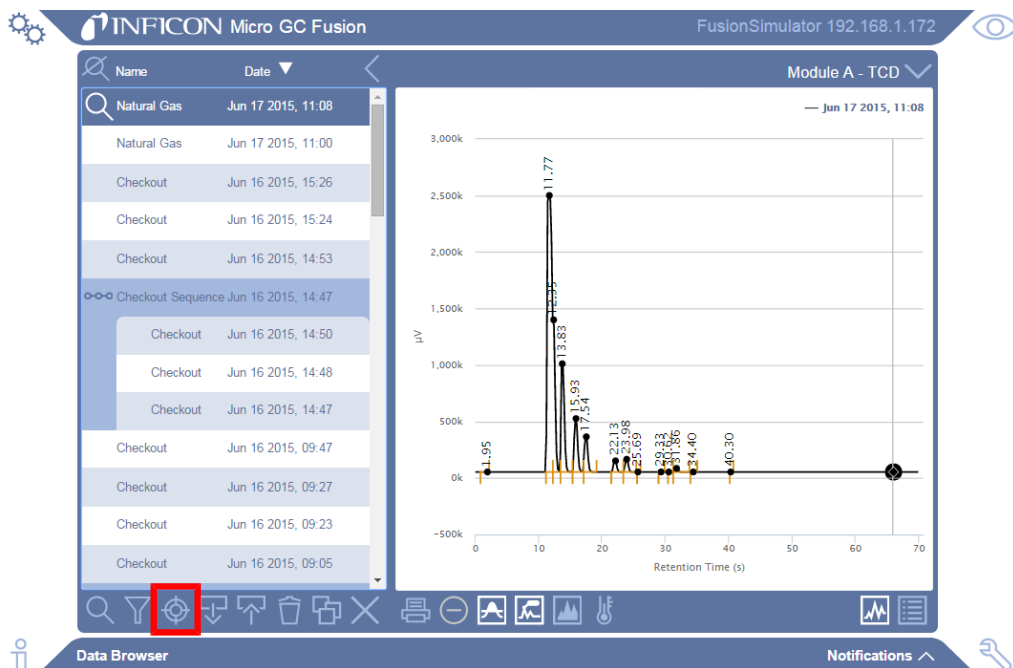 INFICON Micro GC Fusion
FusionSimulator 192.168.1.172
Name Date
Module A - TCD
Natural Gas Jun 17 2015, 11:08
Natural Gas Jun 17 2015, 11:00
Checkout Jun 16 2015, 15:26
Checkout Jun 16 2015, 15:24
Checkout Jun 16 2015, 14:53
Checkout Sequence Jun 16 2015, 14:47
Checkout Jun 16 2015, 14:50
Checkout Jun 16 2015, 14:48
Checkout Jun 16 2015, 14:47
Checkout Jun 16 2015, 09:47
Checkout Jun 16 2015, 09:27
Checkout Jun 16 2015, 09:23
Checkout Jun 16 2015, 09:05
— Jun 17 2015, 11:08
3,000k
2,500k
2,000k
1,500k
1,000k
500k
0k
−500k
μV
1.95
11.77
12.35
13.83
15.93
17.54
22.13
23.98
25.69
29.33
30.62
31.86
34.40
40.30
0 10 20 30 40 50 60 70
Retention Time (s)
Data Browser
Notifications